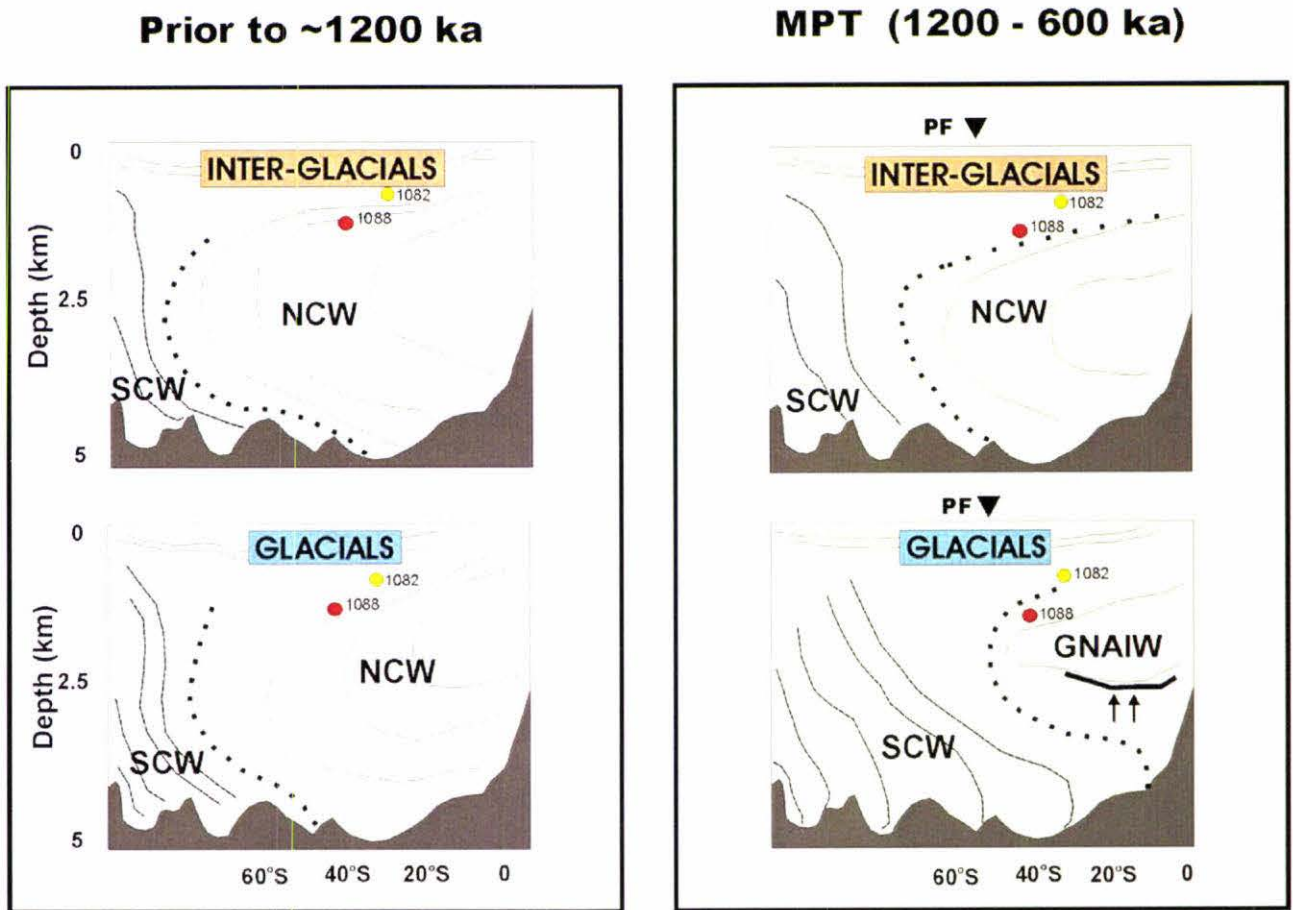 Prior to ~1200 ka
MPT (1200 - 600 ka)
0
INTER-GLACIALS
1082
1088
2.5
NCW
SCW
5
Depth (km)
PF
INTER-GLACIALS
1082
1088
NCW
SCW
0
GLACIALS
1082
1088
2.5
NCW
SCW
5
Depth (km)
60°S 40°S 20°S 0
PF
GLACIALS
1082
1088
GNAIW
SCW
60°S 40°S 20°S 0